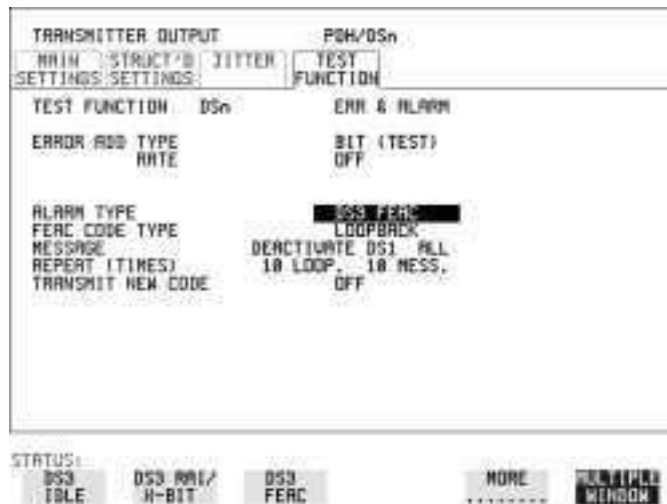 TRANSMITTER OUTPUT PDH/DSn
MAIN SETTINGS STRUCT'D SETTINGS JITTER TEST FUNCTION
TEST FUNCTION DSn ERR & ALARM
ERROR ADD TYPE BIT (TEST)
RATE OFF
ALARM TYPE DS3 FEAC
FEAC CODE TYPE LOOPBACK
MESSAGE DEACTIVATE DS1 ALL
REPEAT (TIMES) 10 LOOP, 10 MESS.
TRANSMIT NEW CODE OFF
STATUS:
DS3 IDLE DS3 RAI/X-BIT DS3 FEAC MORE ........ MULTIPLE WINDOW